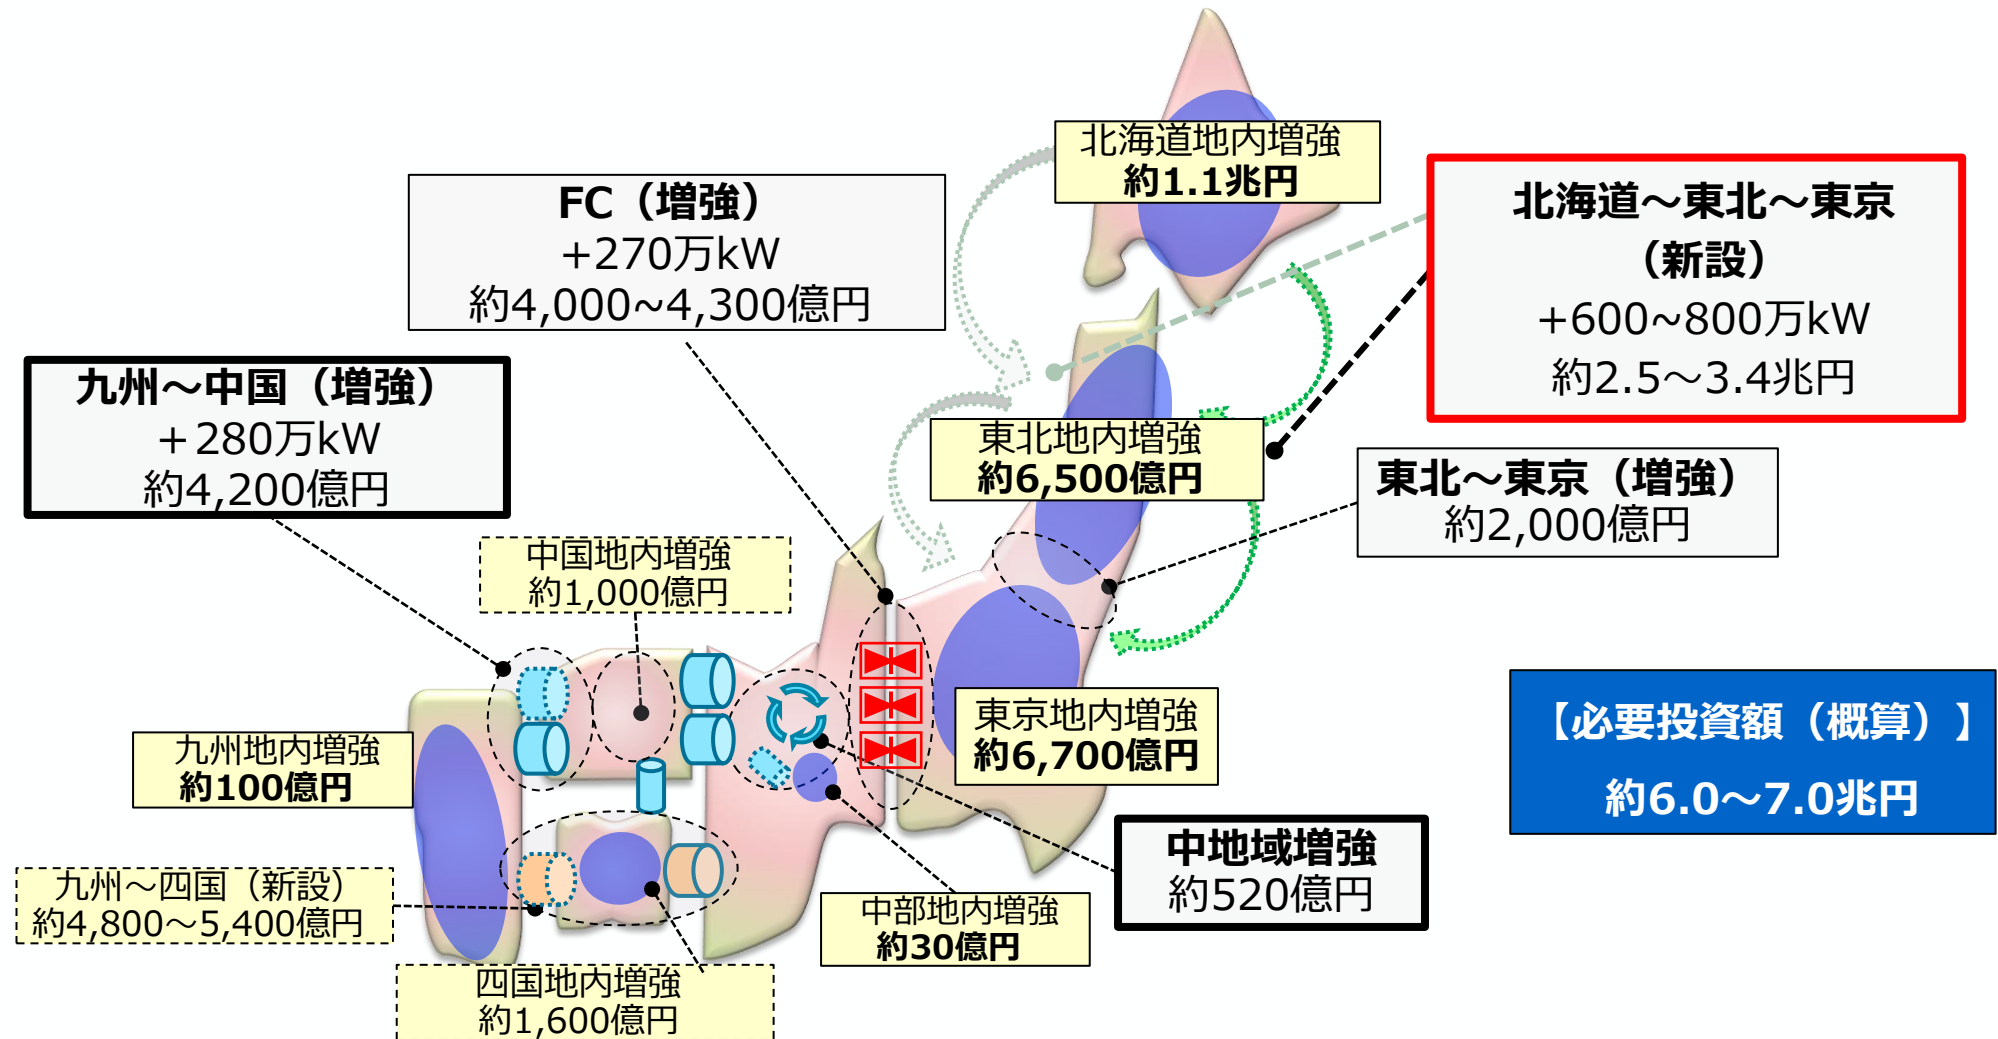 北海道地内増強
約1.1兆円
FC（増強）
+270万kW
約4,000~4,300億円
北海道～東北～東京
（新設）
+600~800万kW
約2.5～3.4兆円
九州～中国（増強）
＋280万kW
約4,200億円
東北地内増強
約6,500億円
東北～東京（増強）
約2,000億円
中国地内増強
約1,000億円
九州地内増強
約100億円
東京地内増強
約6,700億円
【必要投資額（概算）】
約6.0～7.0兆円
中地域増強
約520億円
九州～四国（新設）
約4,800～5,400億円
中部地内増強
約30億円
四国地内増強
約1,600億円